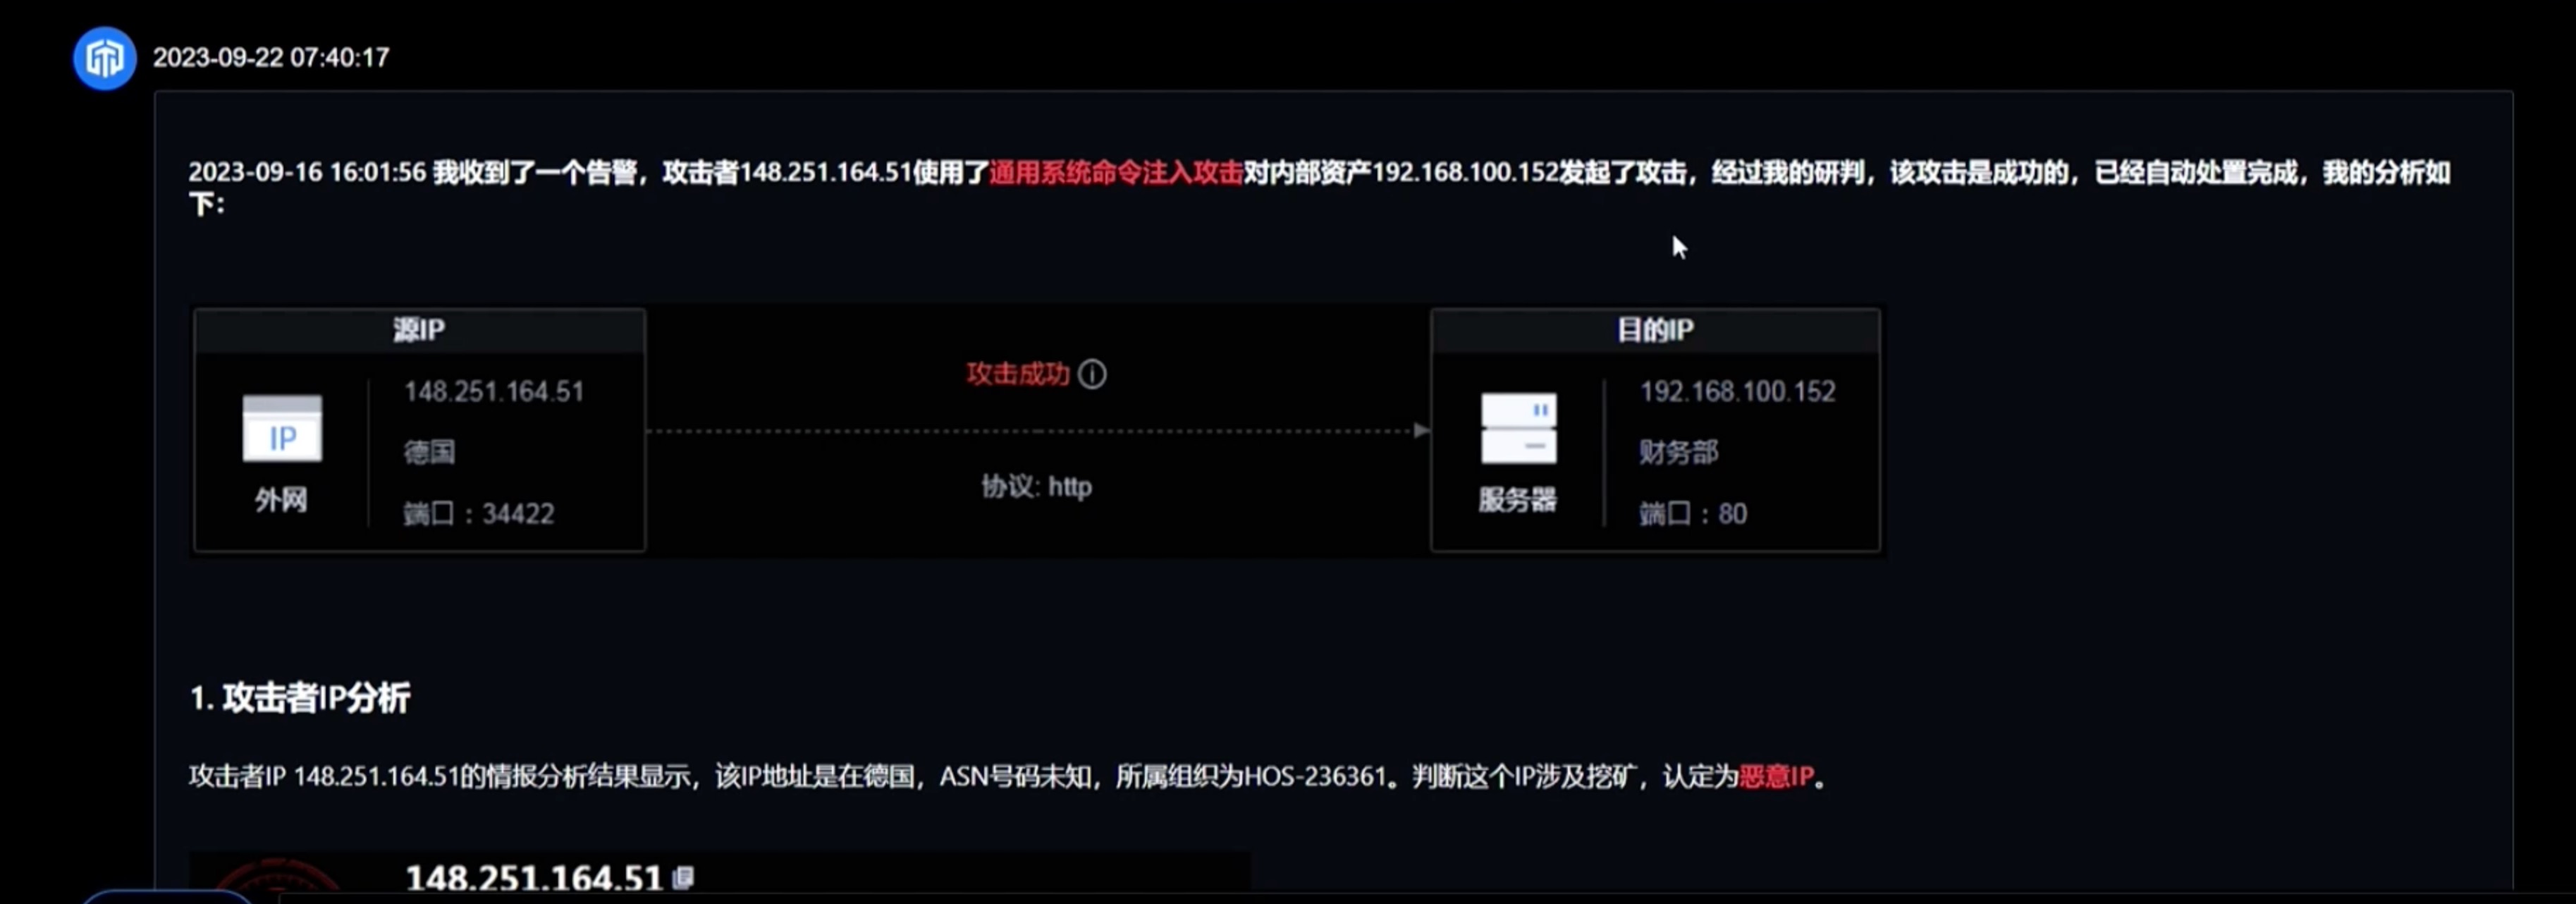 2023-09-22 07:40:17
2023-09-16 16:01:56 我收到了一个告警，攻击者148.251.164.51使用了通用系统命令注入攻击对内部资产192.168.100.152发起了攻击，经过我的研判，该攻击是成功的，已经自动处置完成，我的分析如
下：
源IP
IP
外网
148.251.164.51
德国
端口：34422
攻击成功
协议: http
目的IP
服务器
192.168.100.152
财务部
端口：80
1. 攻击者IP分析
攻击者IP 148.251.164.51的情报分析结果显示，该IP地址是在德国，ASN号码未知，所属组织为HOS-236361。判断这个IP涉及挖矿，认定为恶意IP。
148.251.164.51